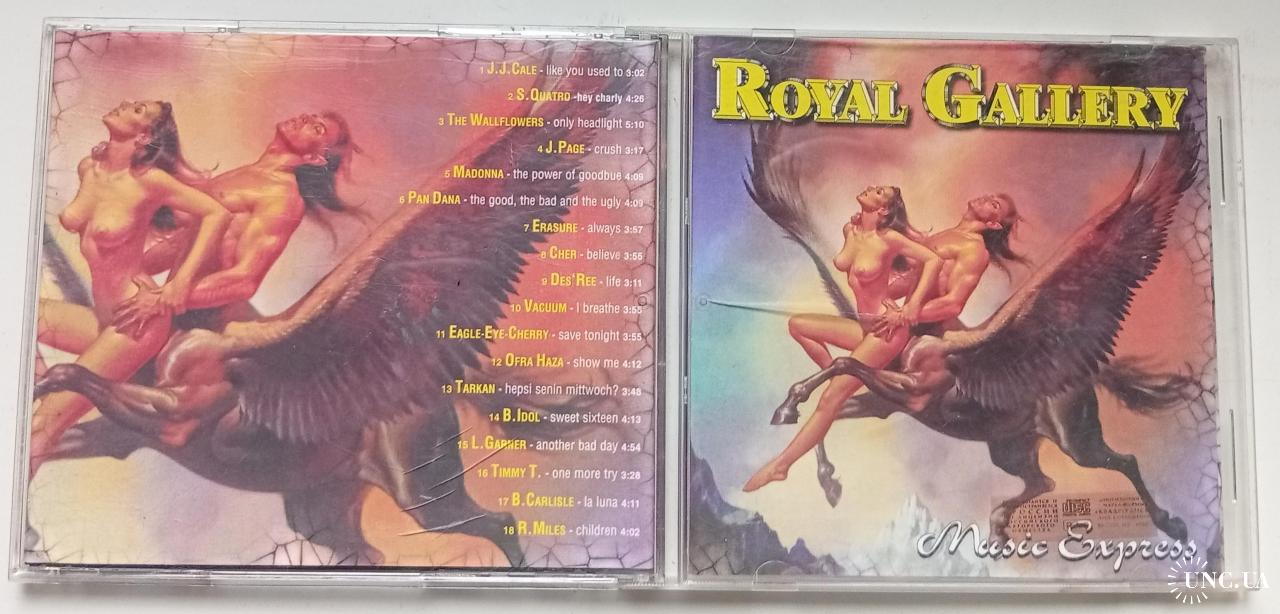 1 J.J.CALE - like you used to 3:02
2 S.QUATRO -hey charly 4:26
3 THE WALLFLOWERS - only headlight 5:10
4 J.PAGE - crush 3:17
5 MADONNA - the power of goodbue 4:09
6 PAN DANA - the good, the bad and the ugly 4:09
7 ERASURE - always 3:57
8 CHER - believe 3:55
9 DES'REE - life 3:11
10 VACUUM - I breathe 3:55
11 EAGLE-EYE-CHERRY - save tonight 3:55
12 OFRA HAZA - show me 4:12
13 TARKAN - hepsi senin mittwoch? 3:48
14 B.IDOL - sweet sixteen 4:13
15 L.GARNER - another bad day 4:54
16 TIMMY T. - one more try 3:28
17 B.CARLISLE - la luna 4:11
18 R.MILES - children 4:02
ROYAL GALLERY
Music Express
UNC.UA